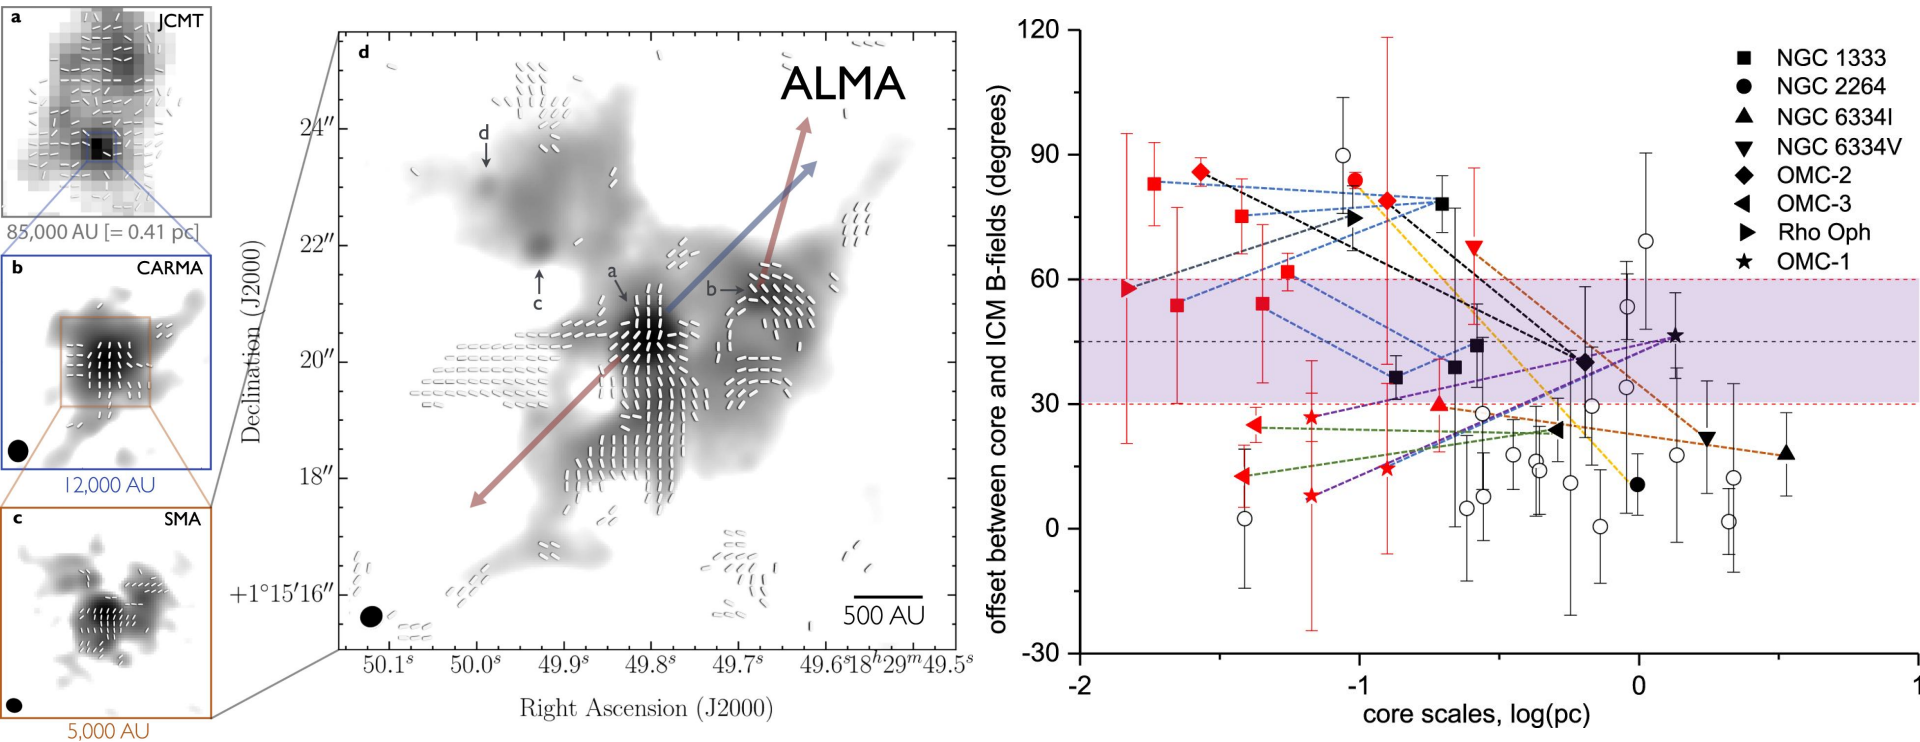 a
JCMT
85,000 AU [= 0.41 pc]
b
CARMA
12,000 AU
c
SMA
5,000 AU
d
ALMA
24″
22″
20″
18″
+1°15′16″
Declination (J2000)
d
c
a
b
500 AU
50.1ˢ 50.0ˢ 49.9ˢ 49.8ˢ 49.7ˢ 49.6ˢ18ʰ29ᵐ49.5ˢ
Right Ascension (J2000)
120
90
60
30
0
-30
offset between core and ICM B-fields (degrees)
NGC 1333
NGC 2264
NGC 6334I
NGC 6334V
OMC-2
OMC-3
Rho Oph
OMC-1
-2 -1 0 1
core scales, log(pc)